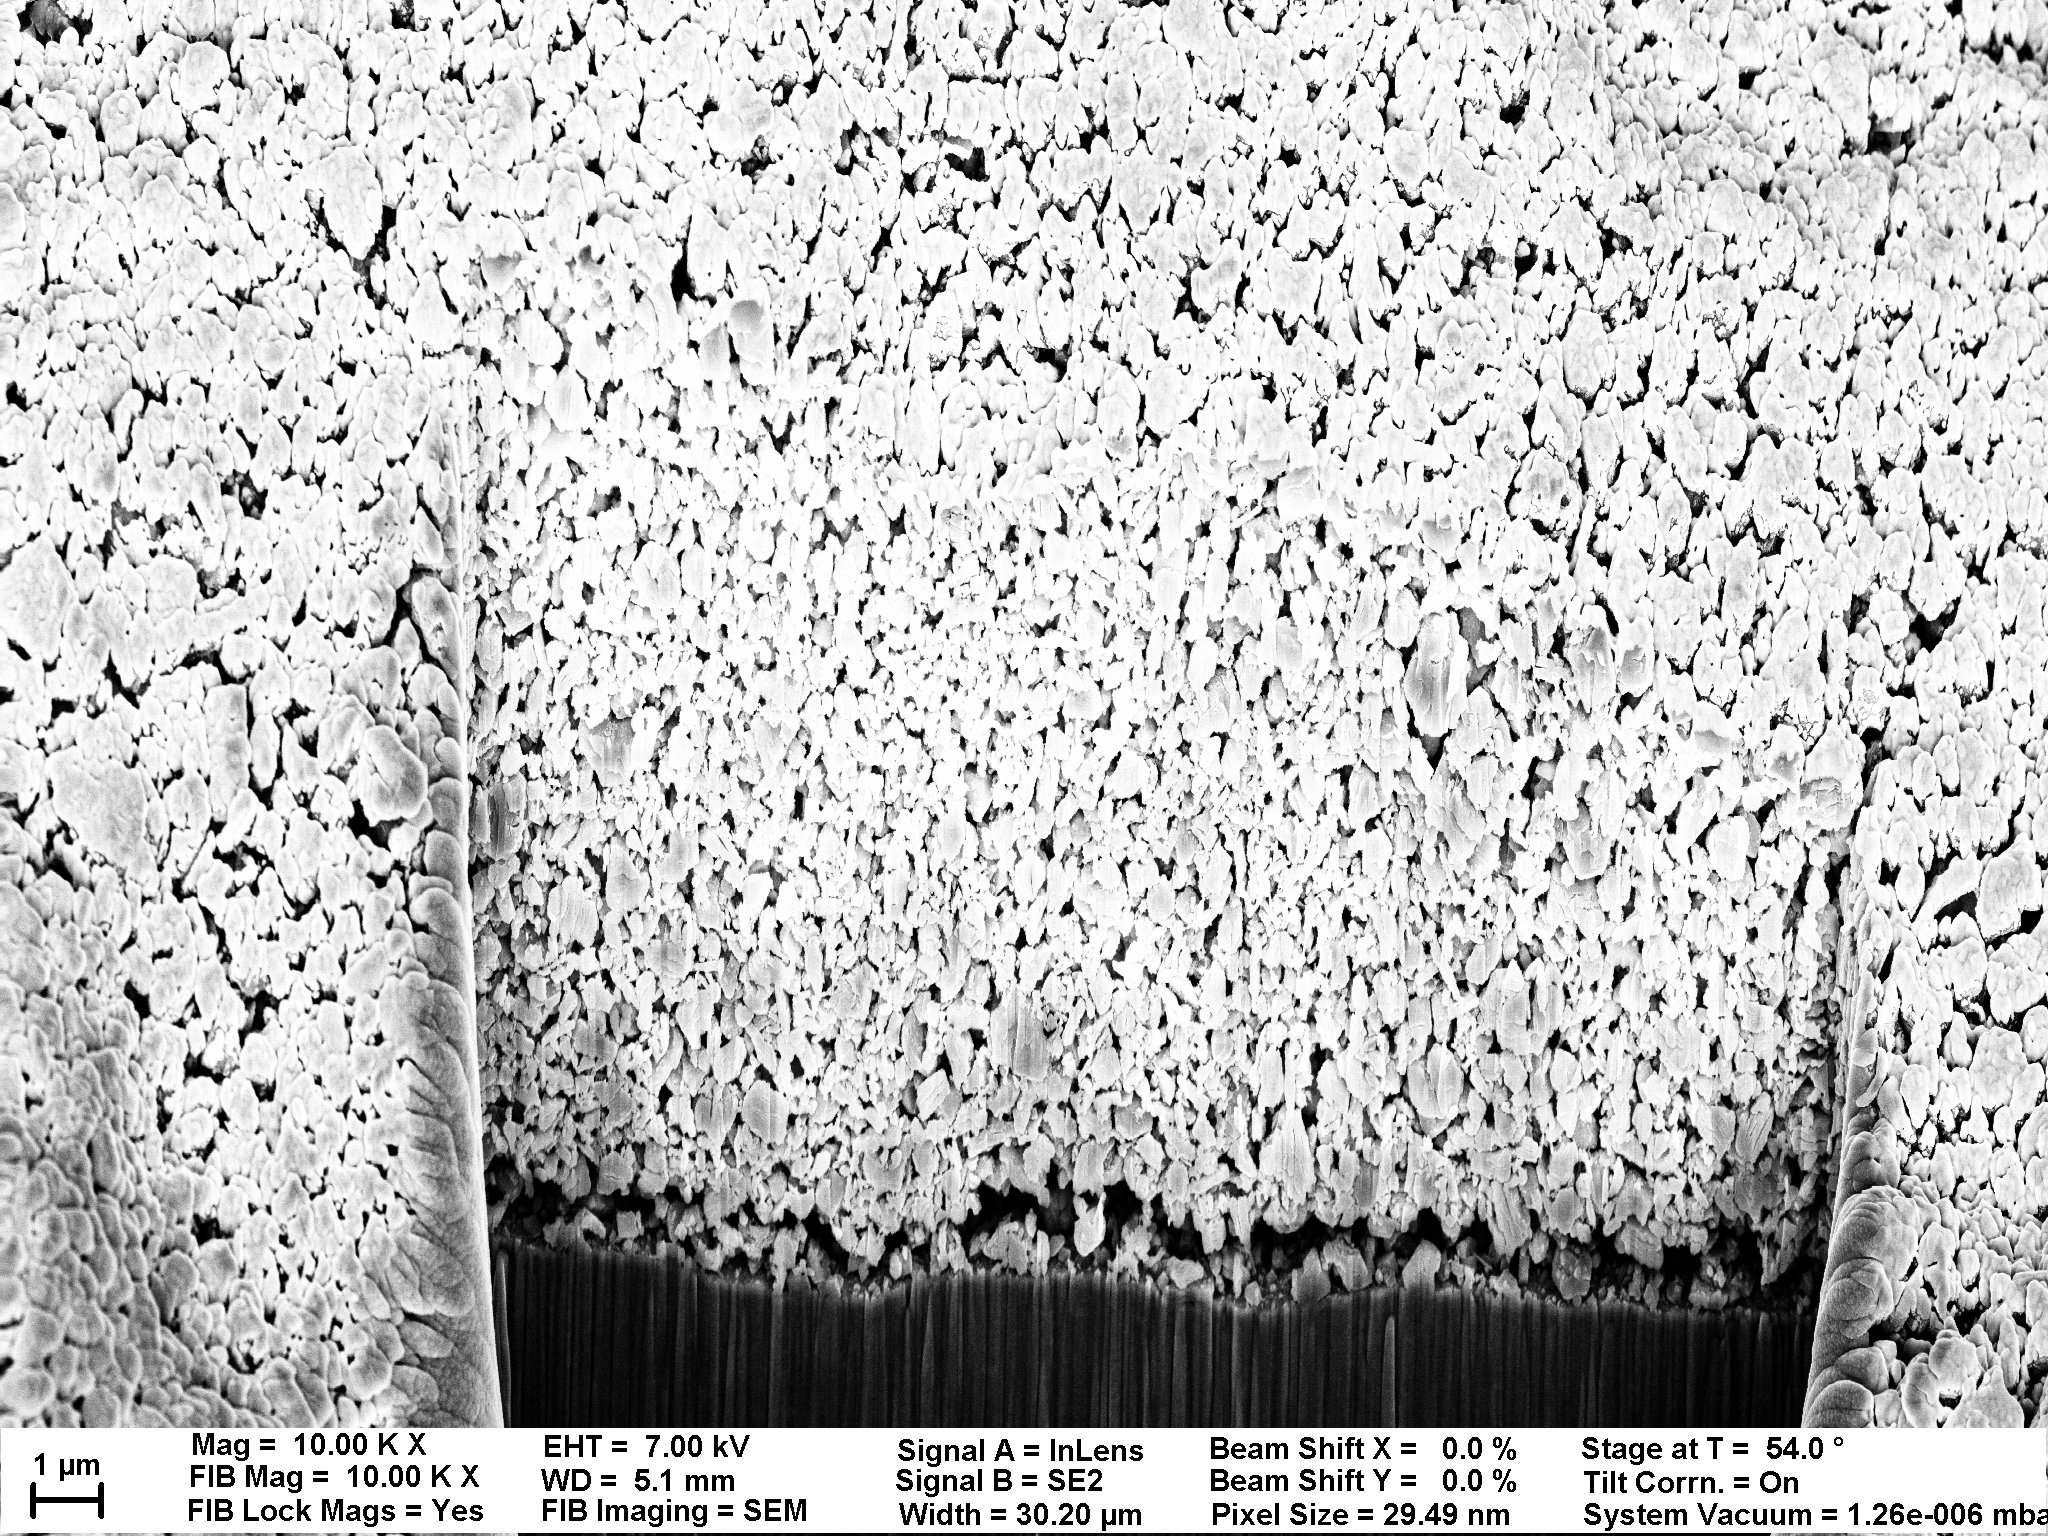 1 µm
Mag = 10.00 K X
FIB Mag = 10.00 K X
FIB Lock Mags = Yes
EHT = 7.00 kV
WD = 5.1 mm
FIB Imaging = SEM
Signal A = InLens
Signal B = SE2
Width = 30.20 µm
Beam Shift X = 0.0 %
Beam Shift Y = 0.0 %
Pixel Size = 29.49 nm
Stage at T = 54.0 °
Tilt Corrn. = On
System Vacuum = 1.26e-006 mba